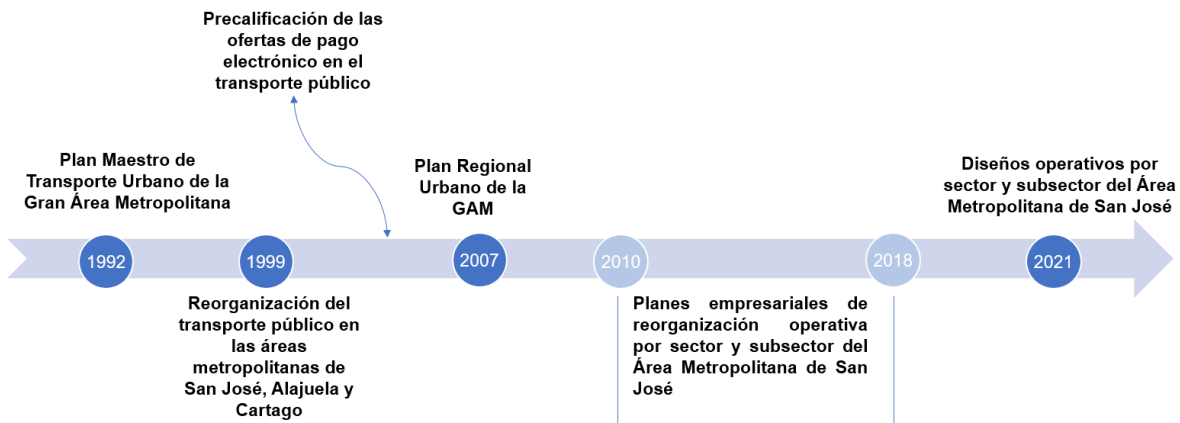 Precalificación de las
ofertas de pago
electrónico en el
transporte público
Plan Maestro de
Transporte Urbano de la
Gran Área Metropolitana
Plan Regional
Urbano de la
GAM
Diseños operativos por
sector y subsector del Área
Metropolitana de San José
1992
1999
2007
2010
2018
2021
Reorganización del
transporte público en
las áreas
metropolitanas de
San José, Alajuela y
Cartago
Planes empresariales de
reorganización operativa
por sector y subsector del
Área Metropolitana de San
José